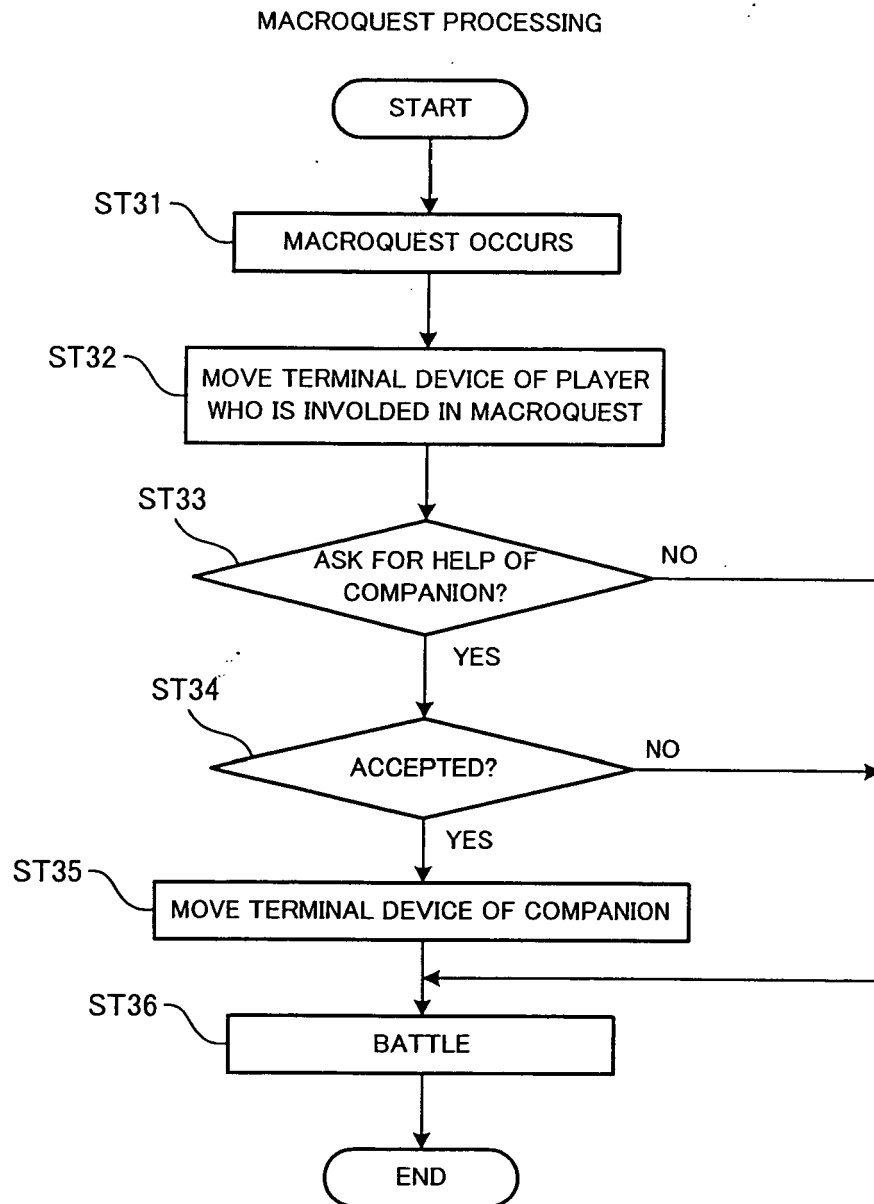 MACROQUEST PROCESSING
START
ST31
MACROQUEST OCCURS
ST32
MOVE TERMINAL DEVICE OF PLAYER
WHO IS INVOLDED IN MACROQUEST
ST33
ASK FOR HELP OF
COMPANION?
NO
YES
ST34
ACCEPTED?
NO
YES
ST35
MOVE TERMINAL DEVICE OF COMPANION
ST36
BATTLE
END